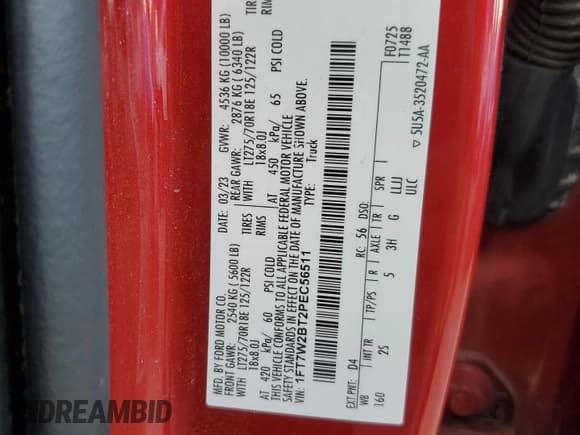 MFD. BY FORD MOTOR CO.
DATE: 03/23 GVWR: 4536 KG (10000 LB)
FRONT GAWR: 2540 KG (5600 LB) REAR GAWR: 2876 KG (6340 LB)
WITH LT275/70R18E 125/122R TIRES WITH LT275/70R18E 125/122R TIRE
18x8.0J RIMS 18x8.0J RIMS
AT 420 kPa/ 60 PSI COLD AT 450 kPa/ 65 PSI COLD
THIS VEHICLE CONFORMS TO ALL APPLICABLE FEDERAL MOTOR VEHICLE
SAFETY STANDARDS IN EFFECT ON THE DATE OF MANUFACTURE SHOWN ABOVE.
VIN: 1FT7W2BT2PEC56511 TYPE: Truck
F0725
T1488
EXT PNT: D4 RC: 56 DSO:
WB INT TR TP/PS R AXLE TR SPR
160 2S 5 3H G LLJJ
ULC
▽ 5U5A-3520472-AA
DREAMBID